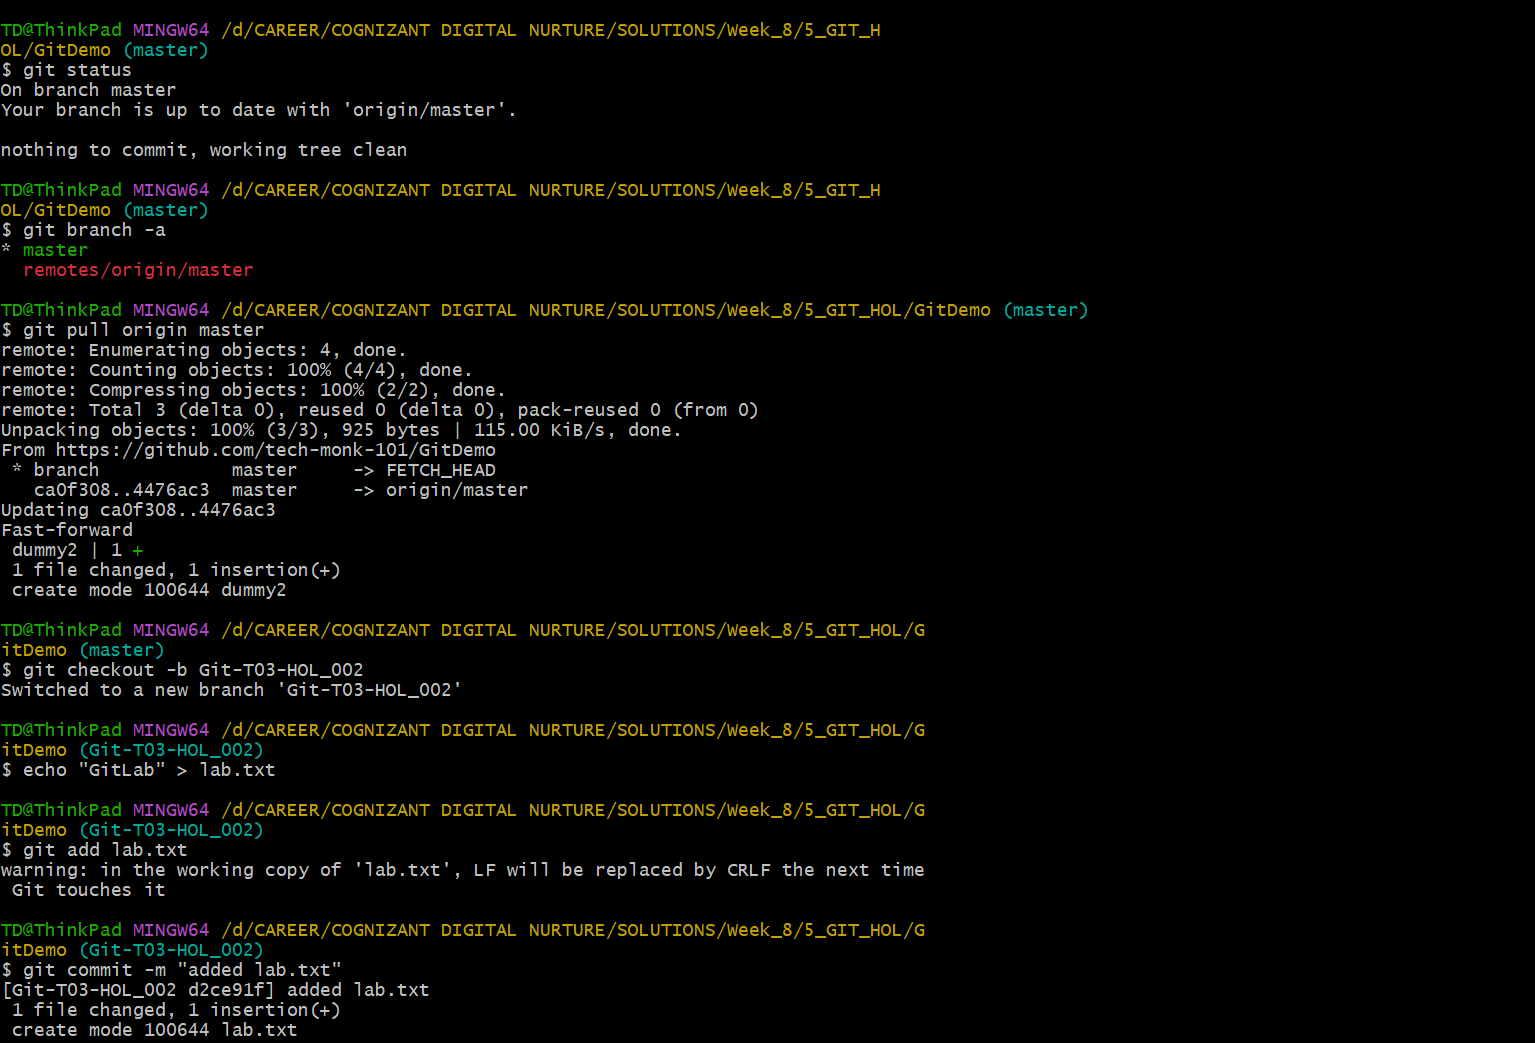 TD@ThinkPad MINGW64 /d/CAREER/COGNIZANT DIGITAL NURTURE/SOLUTIONS/Week_8/5_GIT_H
OL/GitDemo (master)
$ git status
On branch master
Your branch is up to date with 'origin/master'.
nothing to commit, working tree clean
TD@ThinkPad MINGW64 /d/CAREER/COGNIZANT DIGITAL NURTURE/SOLUTIONS/Week_8/5_GIT_H
OL/GitDemo (master)
$ git branch -a
* master
remotes/origin/master
TD@ThinkPad MINGW64 /d/CAREER/COGNIZANT DIGITAL NURTURE/SOLUTIONS/Week_8/5_GIT_HOL/GitDemo (master)
$ git pull origin master
remote: Enumerating objects: 4, done.
remote: Counting objects: 100% (4/4), done.
remote: Compressing objects: 100% (2/2), done.
remote: Total 3 (delta 0), reused 0 (delta 0), pack-reused 0 (from 0)
Unpacking objects: 100% (3/3), 925 bytes | 115.00 KiB/s, done.
From https://github.com/tech-monk-101/GitDemo
* branch            master     -> FETCH_HEAD
ca0f308..4476ac3  master     -> origin/master
Updating ca0f308..4476ac3
Fast-forward
dummy2 | 1 +
1 file changed, 1 insertion(+)
create mode 100644 dummy2
TD@ThinkPad MINGW64 /d/CAREER/COGNIZANT DIGITAL NURTURE/SOLUTIONS/Week_8/5_GIT_HOL/G
itDemo (master)
$ git checkout -b Git-T03-HOL_002
Switched to a new branch 'Git-T03-HOL_002'
TD@ThinkPad MINGW64 /d/CAREER/COGNIZANT DIGITAL NURTURE/SOLUTIONS/Week_8/5_GIT_HOL/G
itDemo (Git-T03-HOL_002)
$ echo "GitLab" > lab.txt
TD@ThinkPad MINGW64 /d/CAREER/COGNIZANT DIGITAL NURTURE/SOLUTIONS/Week_8/5_GIT_HOL/G
itDemo (Git-T03-HOL_002)
$ git add lab.txt
warning: in the working copy of 'lab.txt', LF will be replaced by CRLF the next time
Git touches it
TD@ThinkPad MINGW64 /d/CAREER/COGNIZANT DIGITAL NURTURE/SOLUTIONS/Week_8/5_GIT_HOL/G
itDemo (Git-T03-HOL_002)
$ git commit -m "added lab.txt"
[Git-T03-HOL_002 d2ce91f] added lab.txt
1 file changed, 1 insertion(+)
create mode 100644 lab.txt